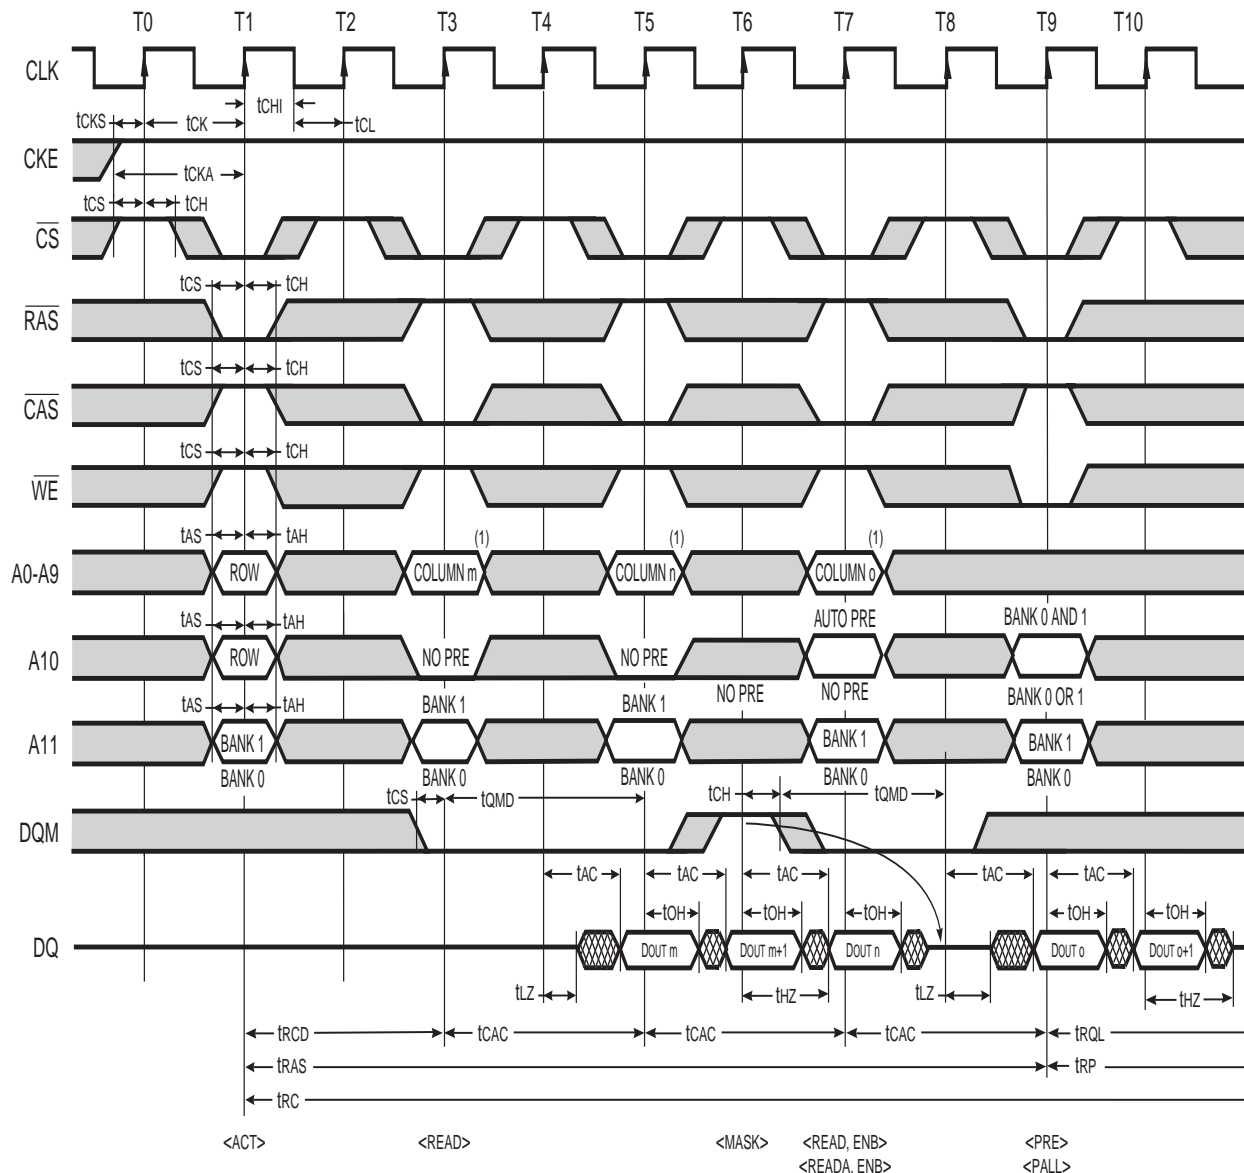 T0 T1 T2 T3 T4 T5 T6 T7 T8 T9 T10
CLK
tCHI
tCKS tCK tCL
CKE
tCKA
tCS tCH
CS
tCS tCH
RAS
tCS tCH
CAS
tCS tCH
WE
tAS tAH (1) (1) (1)
A0-A9 ROW COLUMN m COLUMN n COLUMN o
tAS tAH AUTO PRE BANK 0 AND 1
A10 ROW NO PRE NO PRE
NO PRE NO PRE BANK 0 OR 1
tAS tAH BANK 1 BANK 1
A11 BANK 1 BANK 1 BANK 1
BANK 0 BANK 0 BANK 0 BANK 0 BANK 0
tCS tQMD tCH tQMD
DQM
tAC tAC tAC tAC tAC
tOH tOH tOH tOH tOH
DQ DOUT m DOUT m+1 DOUT n DOUT o DOUT o+1
tLZ tHZ tLZ tHZ
tRCD tCAC tCAC tCAC tRQL
tRAS tRP
tRC
<ACT> <READ> <MASK> <READ, ENB> <PRE>
<READA, ENB> <PALL>